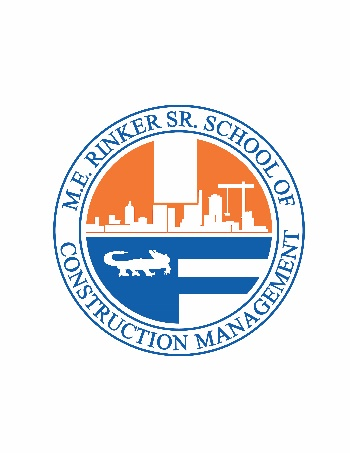 M.E. RINKER SR. SCHOOL OF
CONSTRUCTION MANAGEMENT